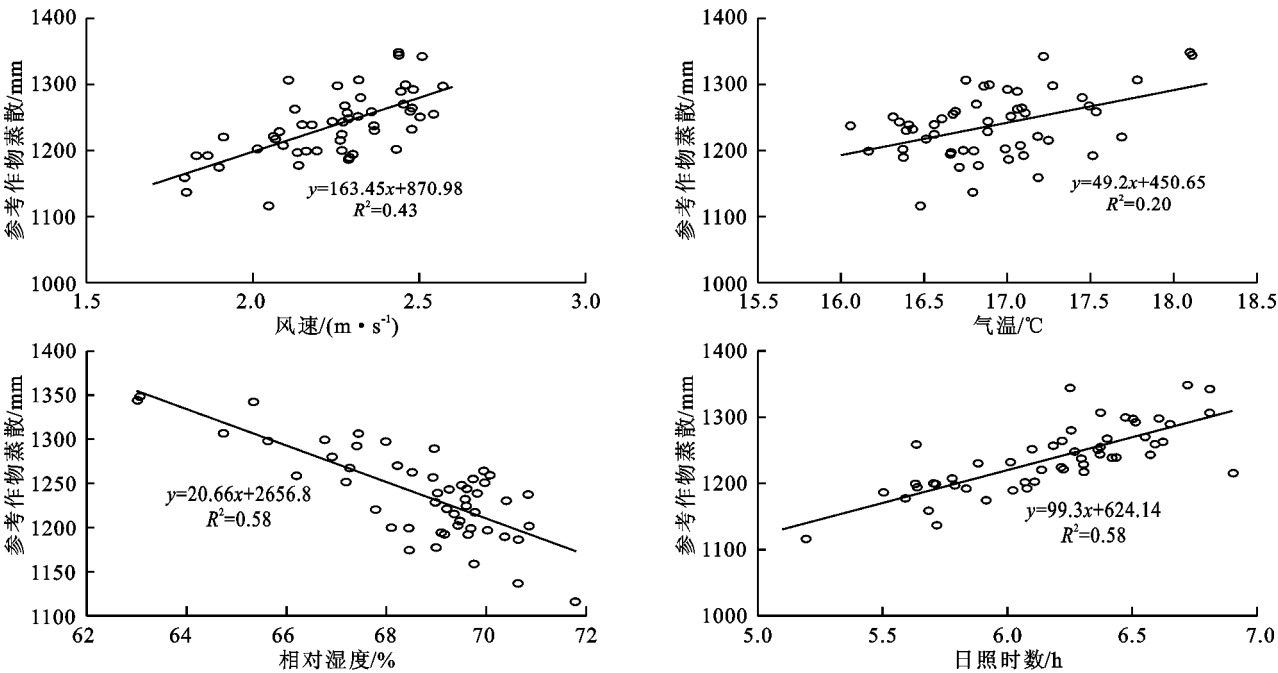 1400
1300
1200
1100
1000
参考作物蒸散/mm
y=163.45x+870.98
R²=0.43
1.5 2.0 2.5 3.0
风速/(m·s⁻¹)
1400
1300
1200
1100
1000
参考作物蒸散/mm
y=49.2x+450.65
R²=0.20
15.5 16.0 16.5 17.0 17.5 18.0 18.5
气温/℃
1400
1350
1300
1250
1200
1150
1100
参考作物蒸散/mm
y=20.66x+2656.8
R²=0.58
62 64 66 68 70 72
相对湿度/%
1400
1300
1200
1100
1000
参考作物蒸散/mm
y=99.3x+624.14
R²=0.58
5.0 5.5 6.0 6.5 7.0
日照时数/h